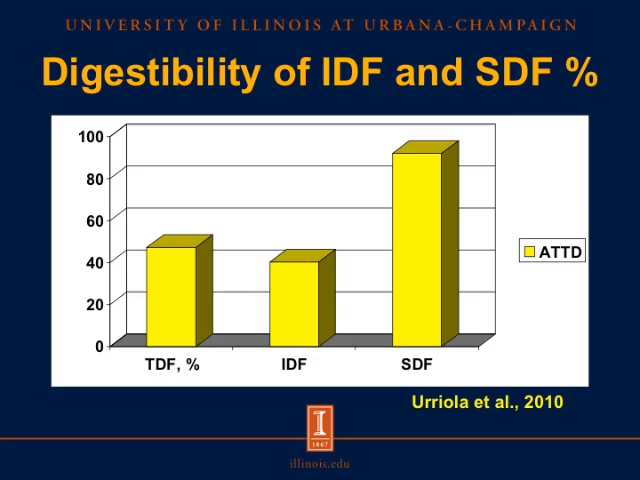 UNIVERSITY OF ILLINOIS AT URBANA-CHAMPAIGN
Digestibility of IDF and SDF %
100
80
60
40
20
0
TDF, %
IDF
SDF
ATTD
Urriola et al., 2010
I
1867
illinois.edu